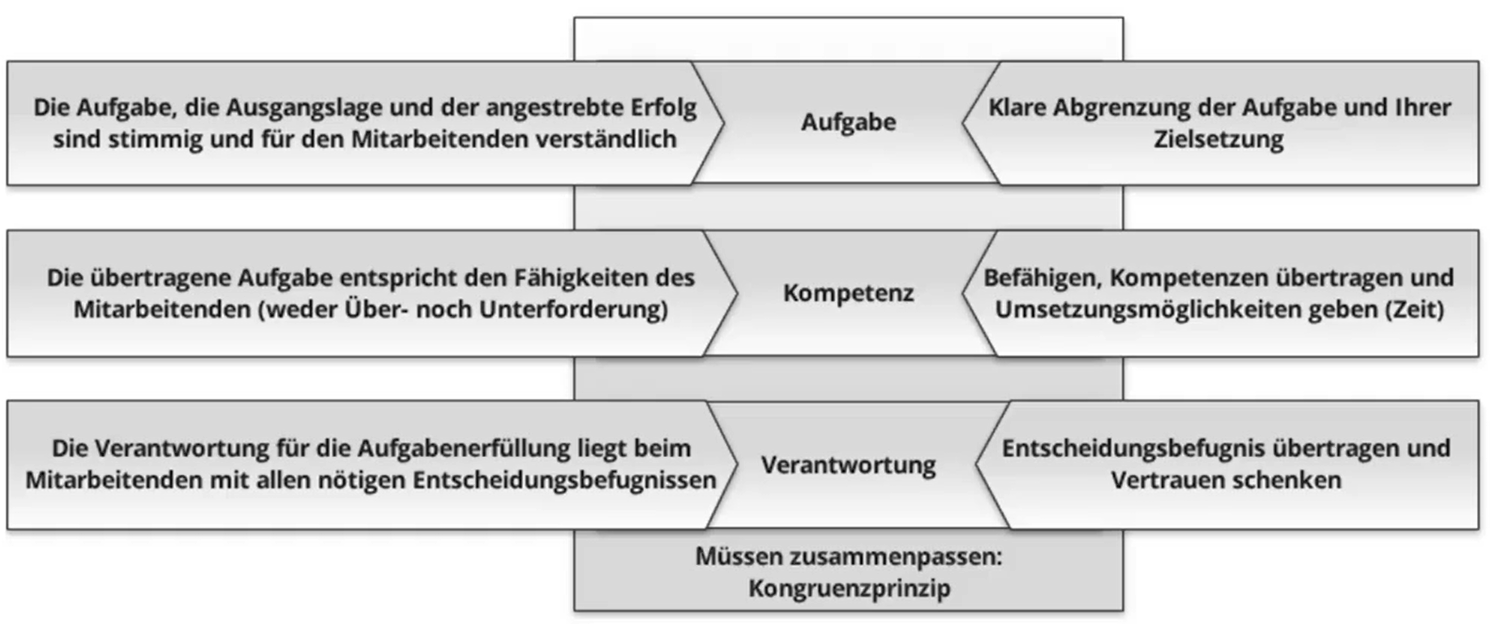 Die Aufgabe, die Ausgangslage und der angestrebte Erfolg
sind stimmig und für den Mitarbeitenden verständlich
Aufgabe
Klare Abgrenzung der Aufgabe und Ihrer
Zielsetzung
Die übertragene Aufgabe entspricht den Fähigkeiten des
Mitarbeitenden (weder Über- noch Unterforderung)
Kompetenz
Befähigen, Kompetenzen übertragen und
Umsetzungsmöglichkeiten geben (Zeit)
Die Verantwortung für die Aufgabenerfüllung liegt beim
Mitarbeitenden mit allen nötigen Entscheidungsbefugnissen
Verantwortung
Entscheidungsbefugnis übertragen und
Vertrauen schenken
Müssen zusammenpassen:
Kongruenzprinzip